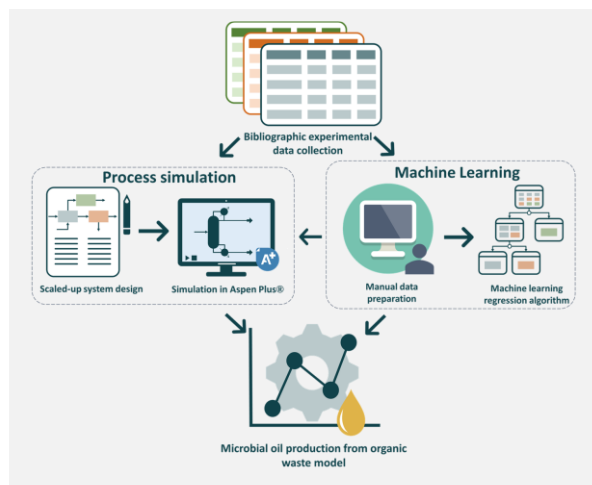 Bibliographic experimental
data collection
Process simulation
Machine Learning
A+
Scaled-up system design
Simulation in Aspen Plus®
Manual data
preparation
Machine learning
regression algorithm
Microbial oil production from organic
waste model